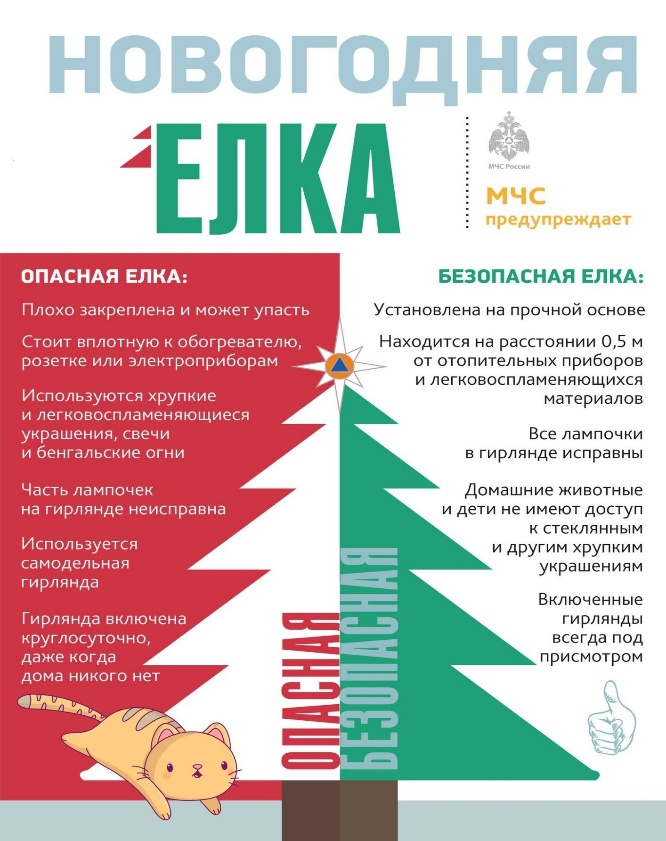 НОВОГОДНЯЯ
ЕЛКА
МЧС России
МЧС
предупреждает
ОПАСНАЯ ЕЛКА:
Плохо закреплена и может упасть
Стоит вплотную к обогревателю,
розетке или электроприборам
Используются хрупкие
и легковоспламеняющиеся
украшения, свечи
и бенгальские огни
Часть лампочек
на гирлянде неисправна
Используется
самодельная
гирлянда
Гирлянда включена
круглосуточно,
даже когда
дома никого нет
БЕЗОПАСНАЯ ЕЛКА:
Установлена на прочной основе
Находится на расстоянии 0,5 м
от отопительных приборов
и легковоспламеняющихся
материалов
Все лампочки
в гирлянде исправны
Домашние животные
и дети не имеют доступ
к стеклянным
и другим хрупким
украшениям
Включенные
гирлянды
всегда под
присмотром
ОПАСНАЯ
БЕЗОПАСНАЯ